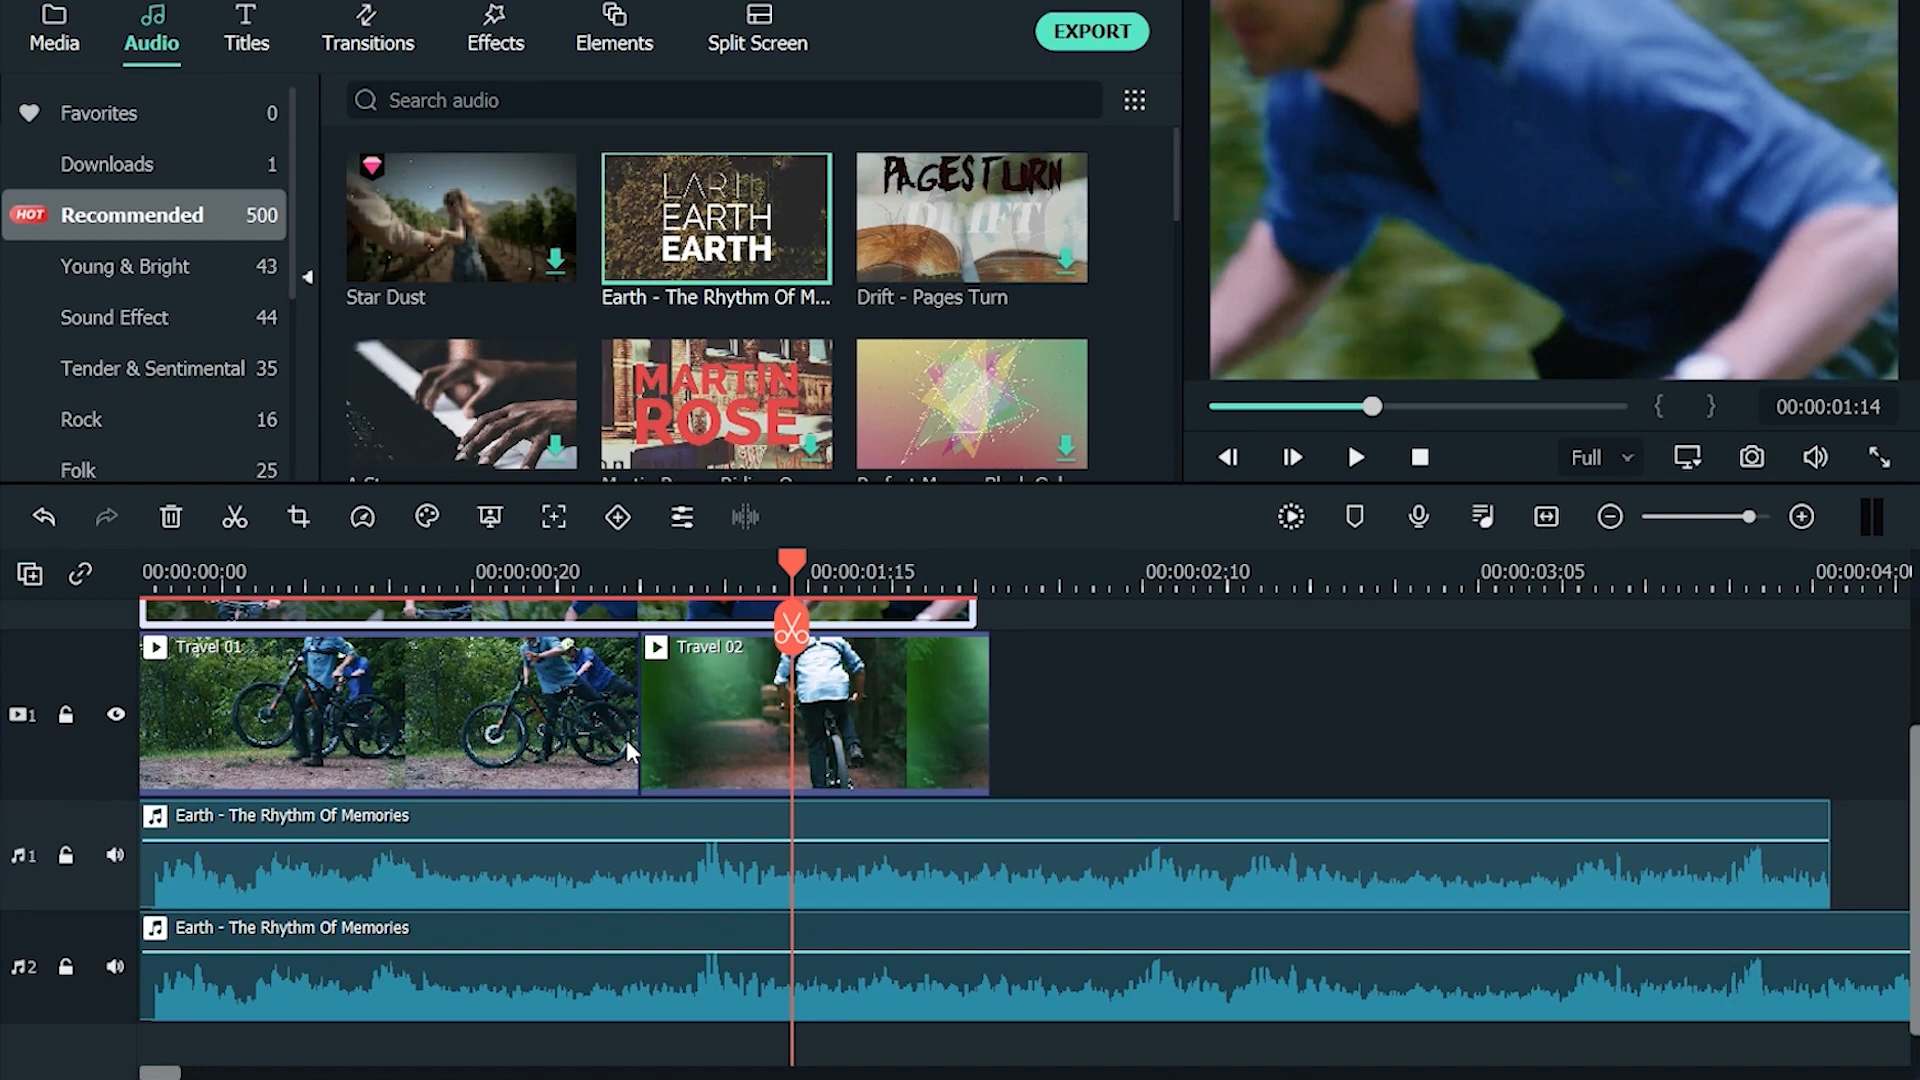 Media
Audio
Titles
Transitions
Effects
Elements
Split Screen
EXPORT
Favorites 0
Downloads 1
HOT Recommended 500
Young & Bright 43
Sound Effect 44
Tender & Sentimental 35
Rock 16
Folk 25
Search audio
EARTH
EARTH
EARTH
PAGES TURN
DRIFT
Star Dust
Earth - The Rhythm Of M...
Drift - Pages Turn
MARTIN
ROSE
00:00:01:14
Full
00:00:00:00
00:00:00:20
00:00:01:15
00:00:02:10
00:00:03:05
00:00:04:0
Travel 01
Travel 02
1
Earth - The Rhythm Of Memories
1
Earth - The Rhythm Of Memories
2